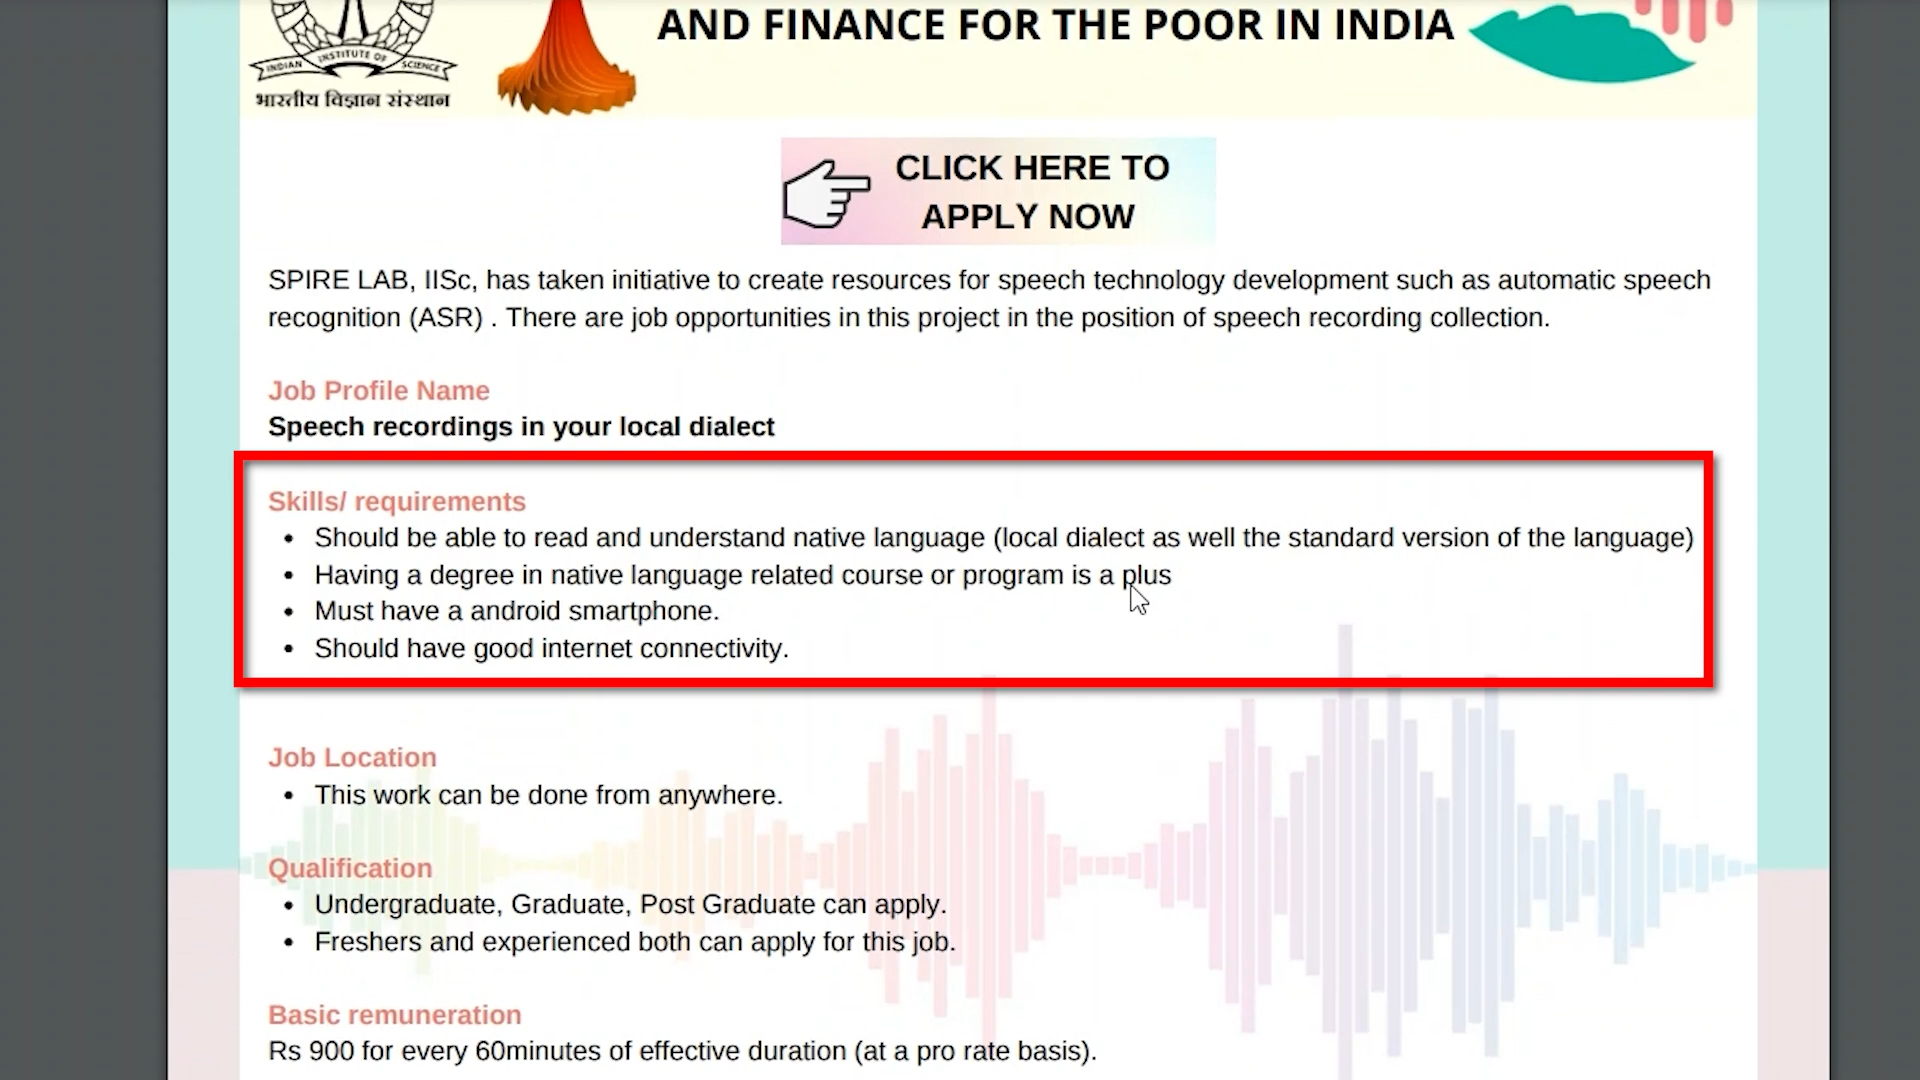 AND FINANCE FOR THE POOR IN INDIA
INDIAN INSTITUTE OF SCIENCE
भारतीय विज्ञान संस्थान
CLICK HERE TO
APPLY NOW
SPIRE LAB, IISc, has taken initiative to create resources for speech technology development such as automatic speech
recognition (ASR) . There are job opportunities in this project in the position of speech recording collection.
Job Profile Name
Speech recordings in your local dialect
Skills/ requirements
• Should be able to read and understand native language (local dialect as well the standard version of the language)
• Having a degree in native language related course or program is a plus
• Must have a android smartphone.
• Should have good internet connectivity.
Job Location
• This work can be done from anywhere.
Qualification
• Undergraduate, Graduate, Post Graduate can apply.
• Freshers and experienced both can apply for this job.
Basic remuneration
Rs 900 for every 60minutes of effective duration (at a pro rate basis).